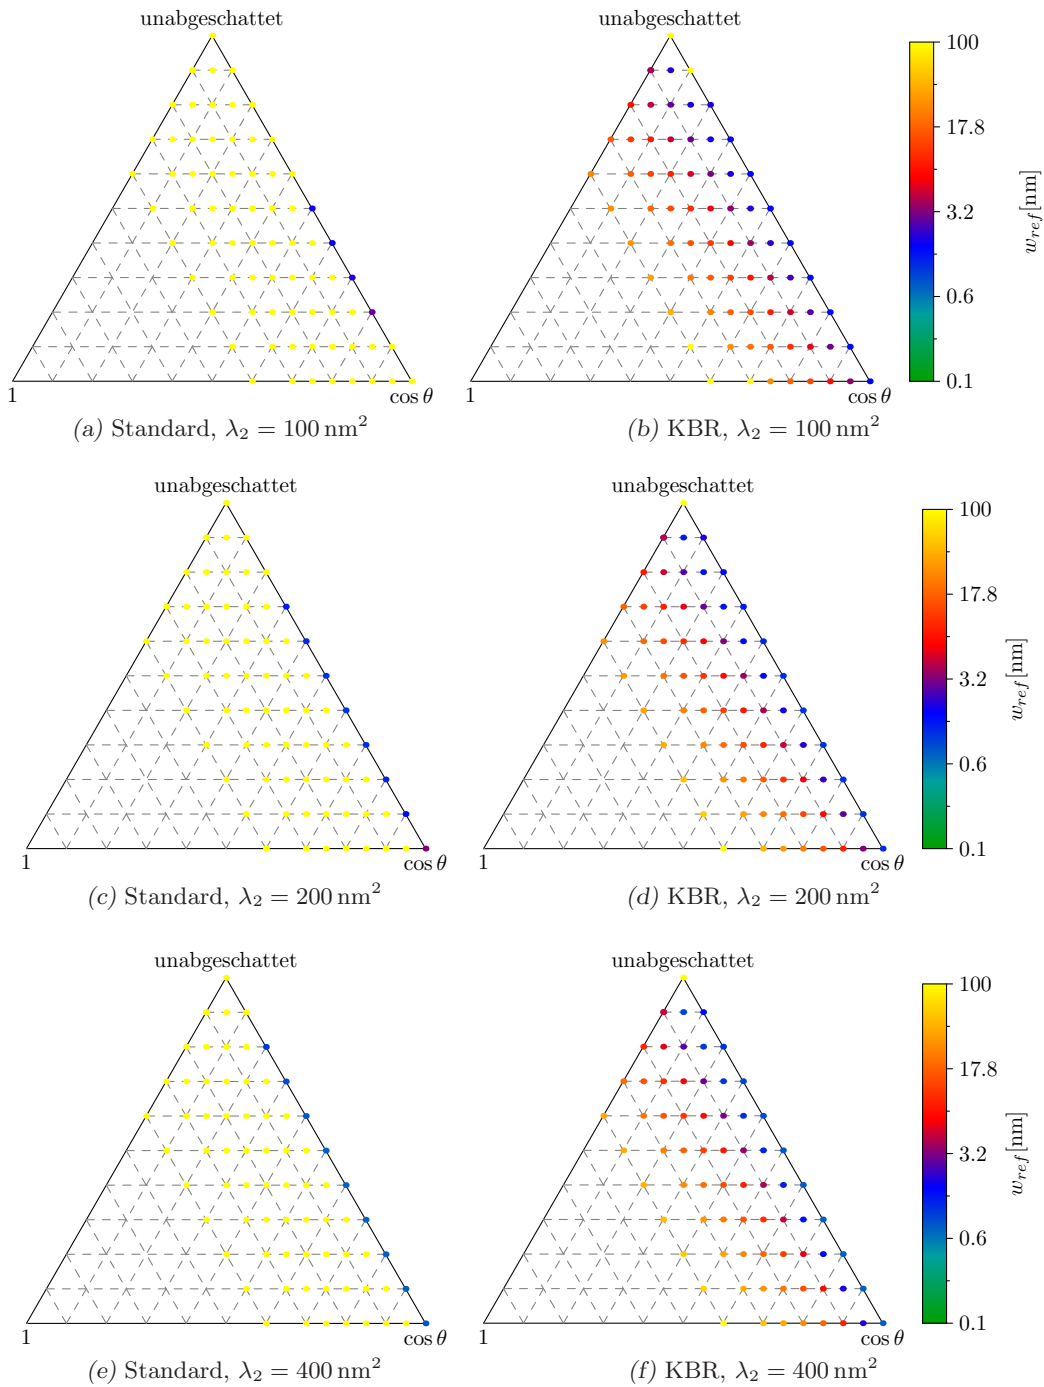 unabgeschattet
unabgeschattet
100
17.8
3.2
0.6
0.1
w_ref [nm]
1
cos θ
1
cos θ
(a) Standard, λ₂ = 100 nm²
(b) KBR, λ₂ = 100 nm²
unabgeschattet
unabgeschattet
100
17.8
3.2
0.6
0.1
w_ref [nm]
1
cos θ
1
cos θ
(c) Standard, λ₂ = 200 nm²
(d) KBR, λ₂ = 200 nm²
unabgeschattet
unabgeschattet
100
17.8
3.2
0.6
0.1
w_ref [nm]
1
cos θ
1
cos θ
(e) Standard, λ₂ = 400 nm²
(f) KBR, λ₂ = 400 nm²